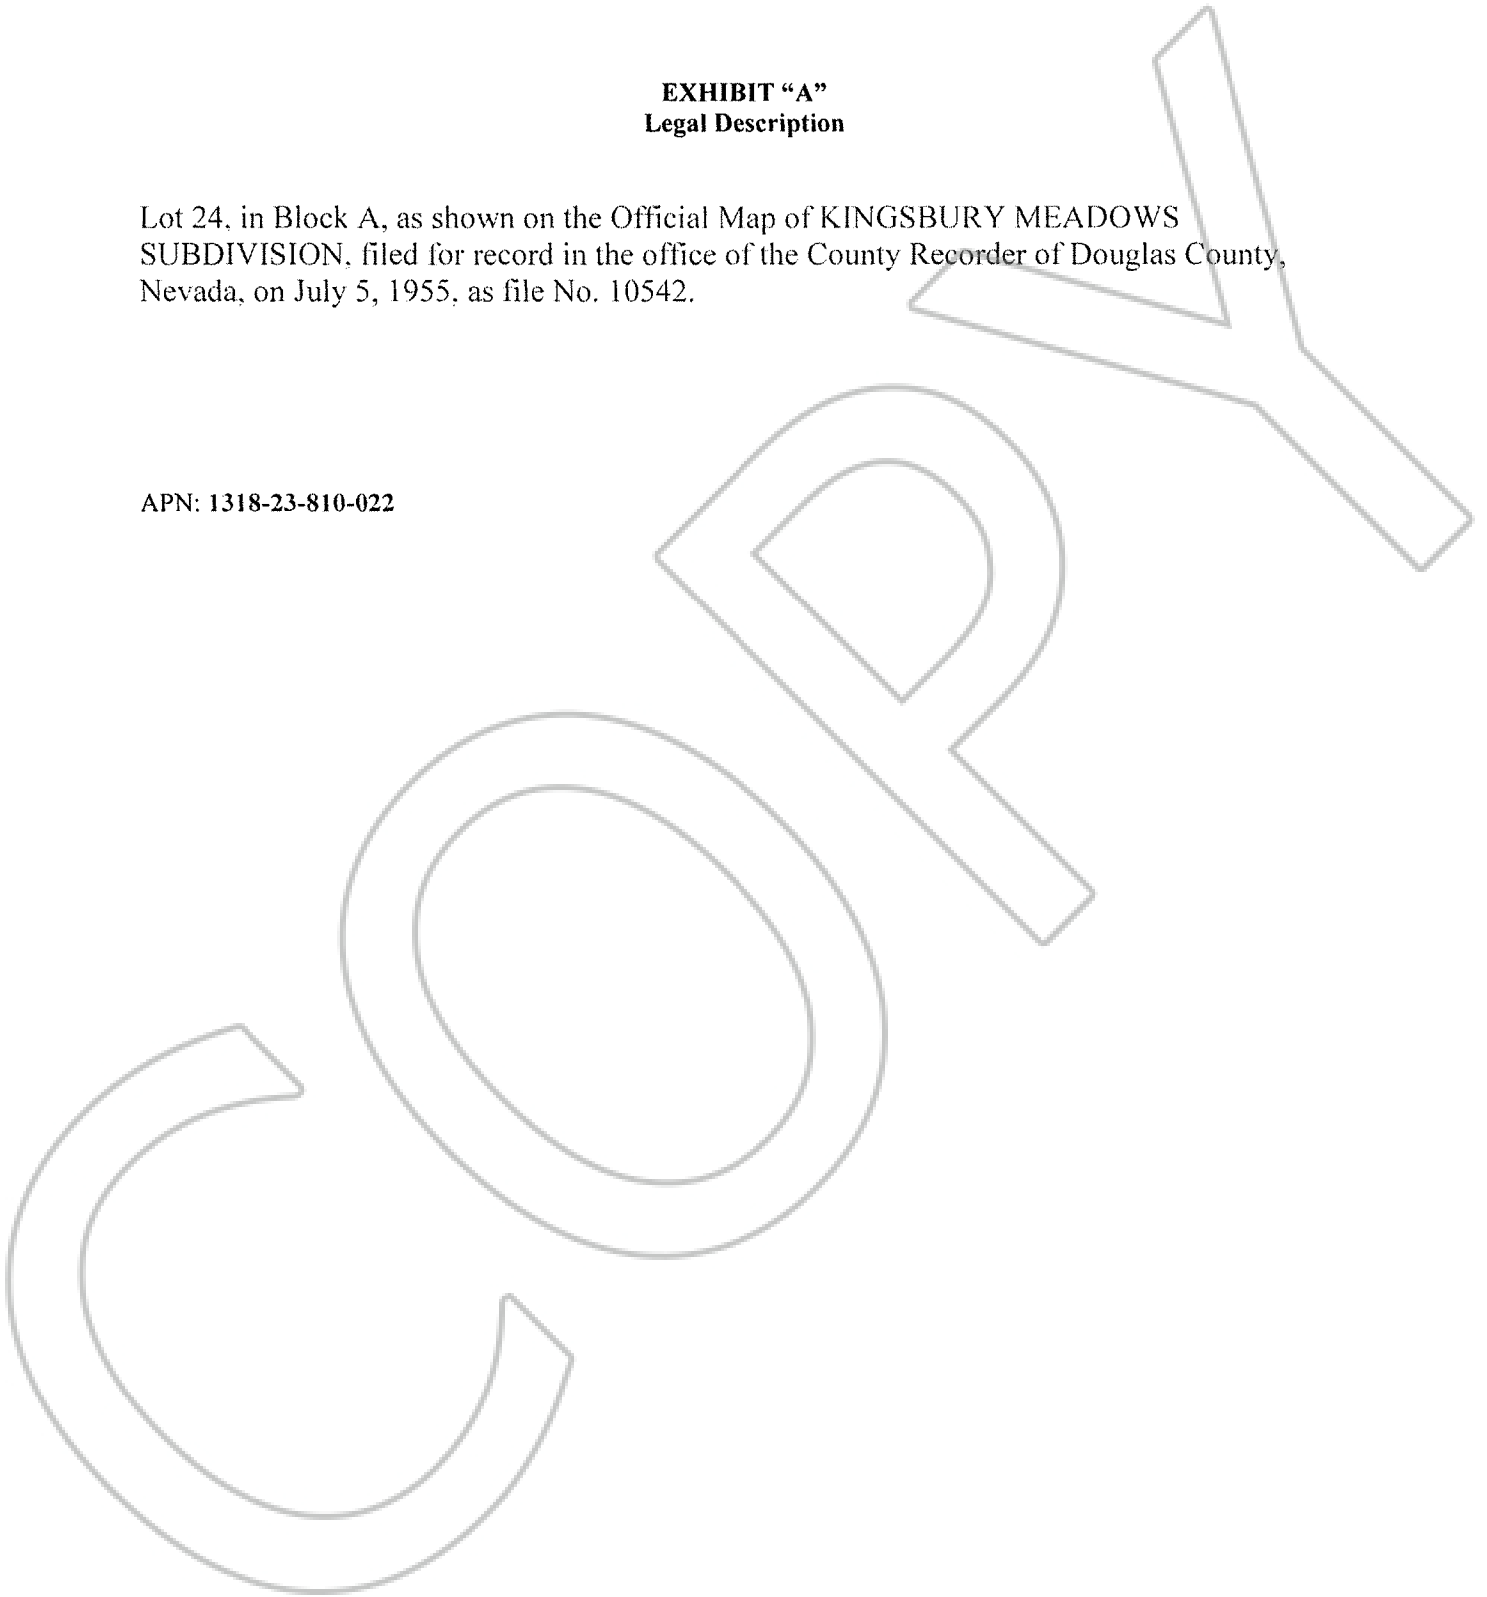 EXHIBIT “A”
Legal Description
Lot 24, in Block A, as shown on the Official Map of KINGSBURY MEADOWS
SUBDIVISION, filed for record in the office of the County Recorder of Douglas County,
Nevada, on July 5, 1955, as file No. 10542.
APN: 1318-23-810-022
COPY